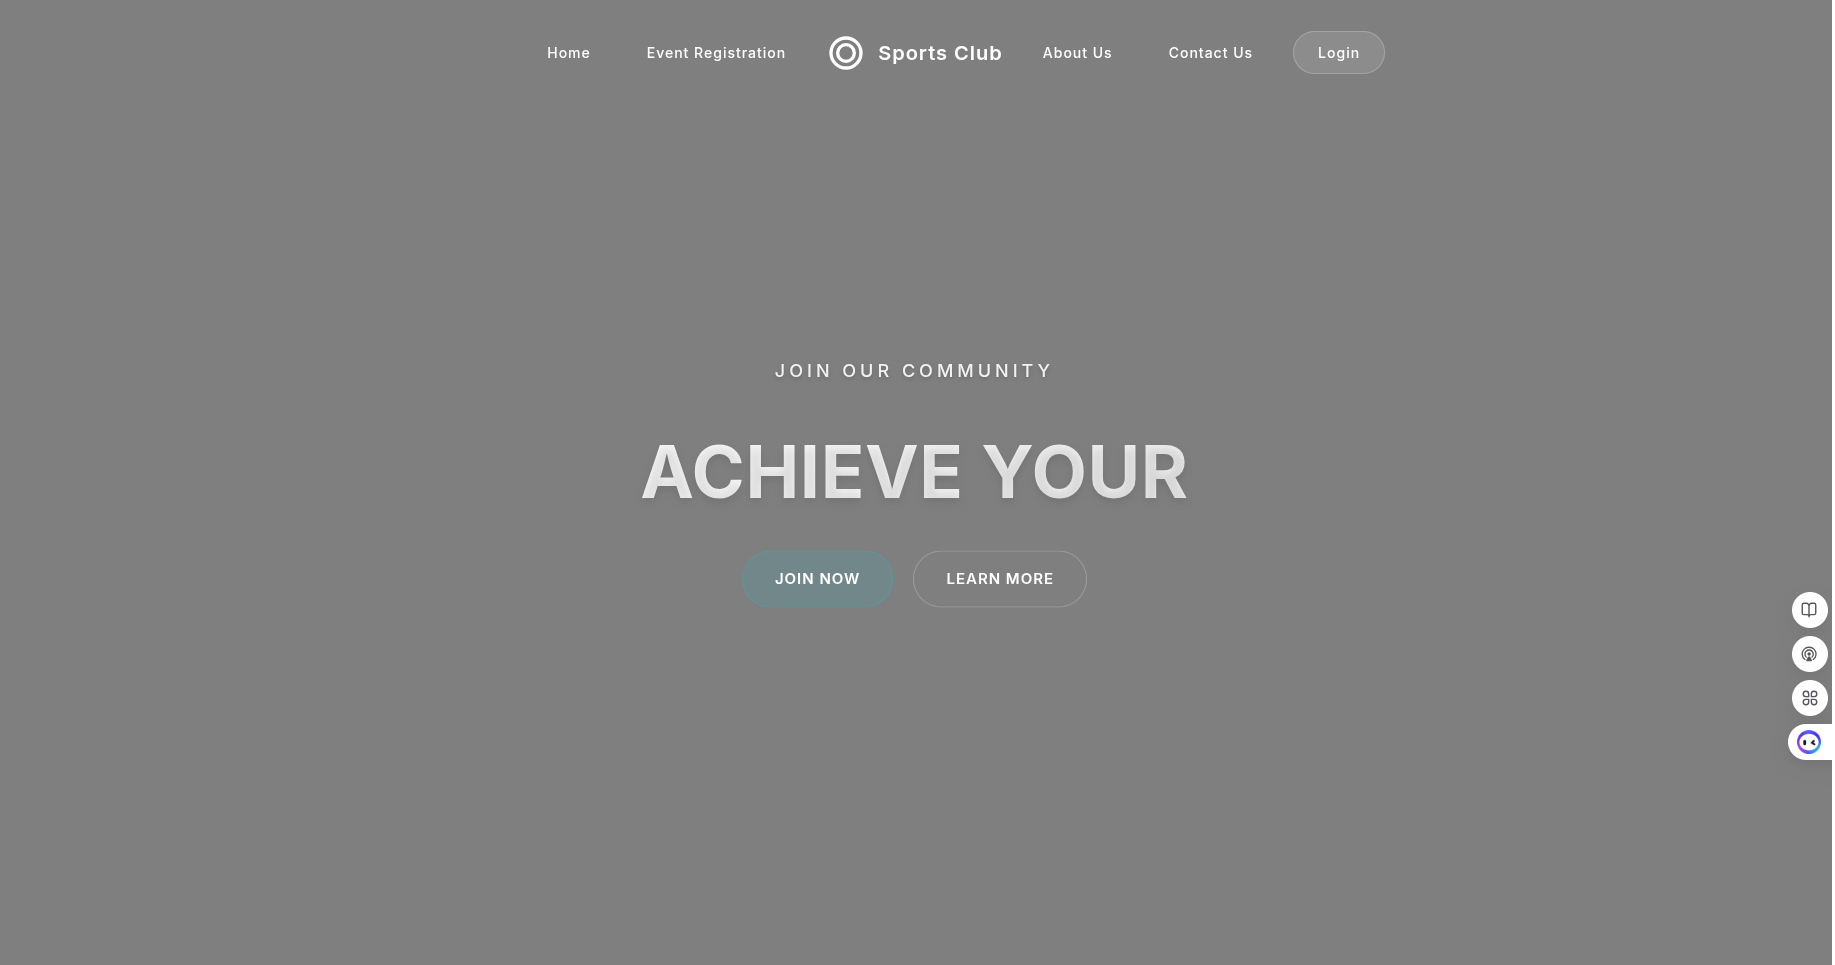 Home Event Registration Sports Club About Us Contact Us Login
JOIN OUR COMMUNITY
ACHIEVE YOUR
JOIN NOW LEARN MORE